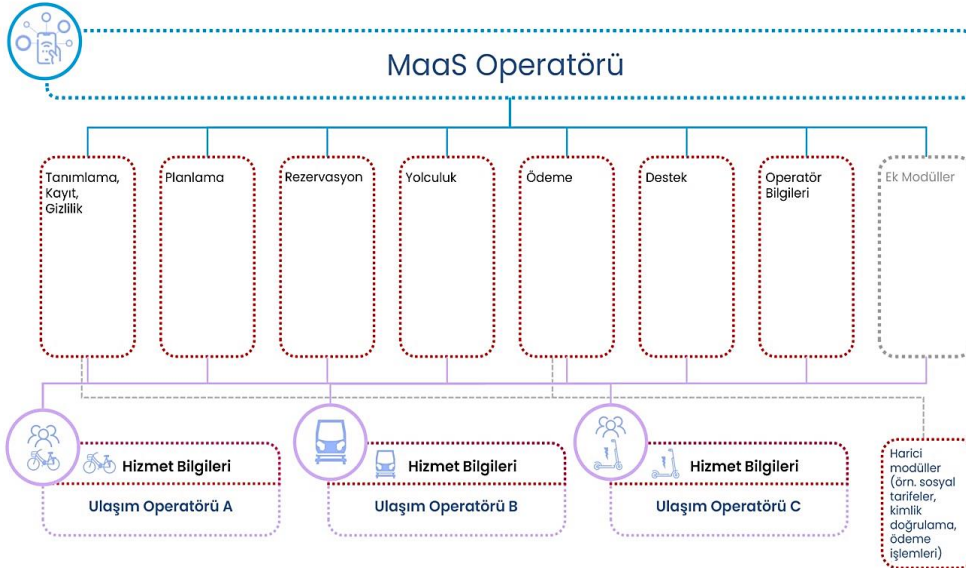 MaaS Operatörü
Tanımlama,
Kayıt,
Gizlilik
Planlama
Rezervasyon
Yolculuk
Ödeme
Destek
Operatör
Bilgileri
Ek Modüller
Hizmet Bilgileri
Ulaşım Operatörü A
Hizmet Bilgileri
Ulaşım Operatörü B
Hizmet Bilgileri
Ulaşım Operatörü C
Harici
modüller
(örn. sosyal
tarifeler,
kimlik
doğrulama,
ödeme
işlemleri)